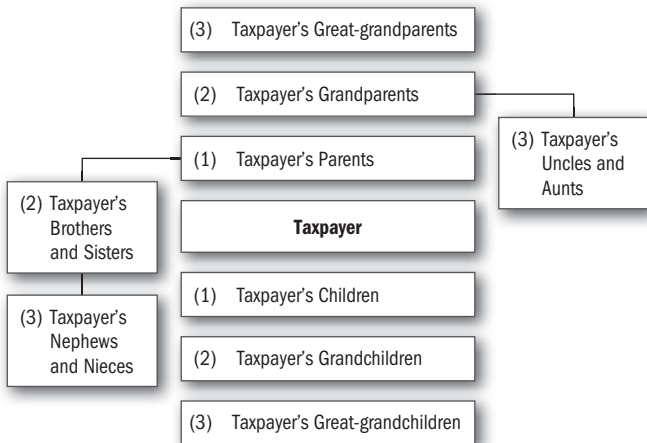 (3) Taxpayer's Great-grandparents
(2) Taxpayer's Grandparents
(3) Taxpayer's
Uncles and
Aunts
(1) Taxpayer's Parents
(2) Taxpayer's
Brothers
and Sisters
Taxpayer
(3) Taxpayer's
Nephews
and Nieces
(1) Taxpayer's Children
(2) Taxpayer's Grandchildren
(3) Taxpayer's Great-grandchildren